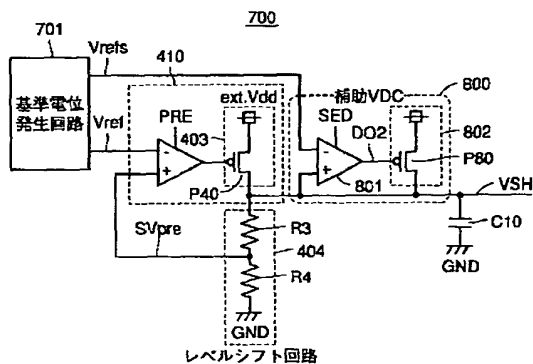 700
701
Vrefs
410
800
基準電位
発生回路
ext.Vdd
補助VDC
403
PRE
SED
DO2
802
Vref
-
+
-
+
P40
801
P80
VSH
SVpre
R3
404
R4
C10
GND
GND
レベルシフト回路